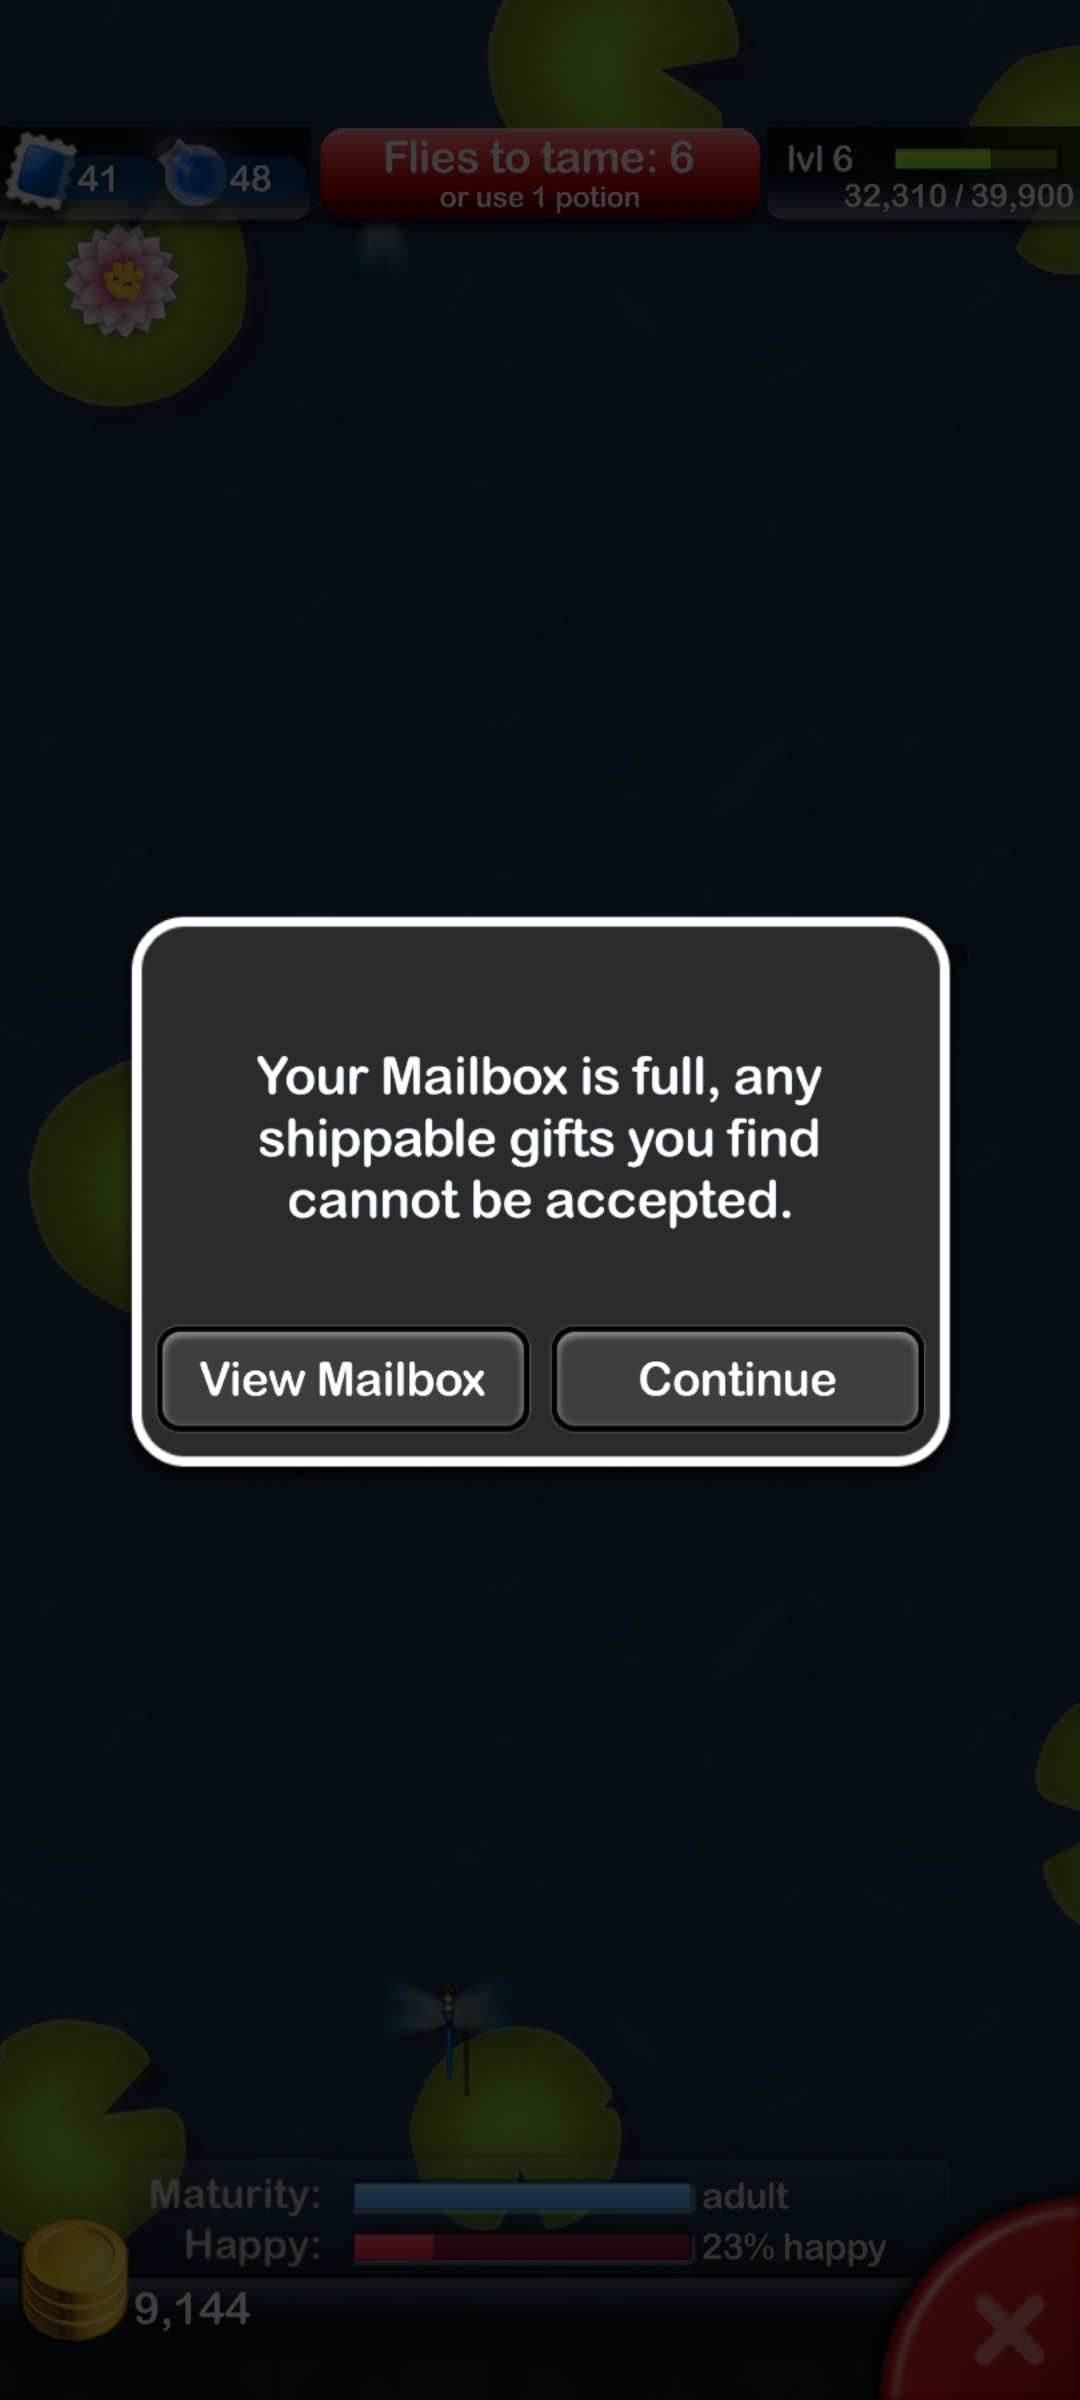 41
48
Flies to tame: 6
or use 1 potion
lvl 6
32,310 / 39,900
Your Mailbox is full, any
shippable gifts you find
cannot be accepted.
View Mailbox
Continue
Maturity:
adult
Happy:
23% happy
9,144